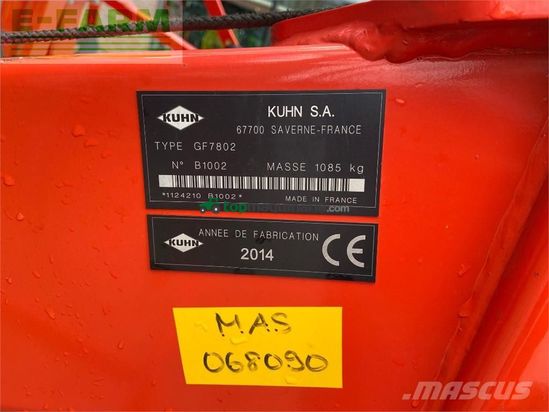 E-FARM
KUHN
KUHN S.A.
67700 SAVERNE-FRANCE
TYPE GF7802
N° B1002 MASSE 1085 kg
*1124210 B1002* MADE IN FRANCE
KUHN
ANNEE DE FABRICATION
2014
CE
MAS
068090
MASCUS